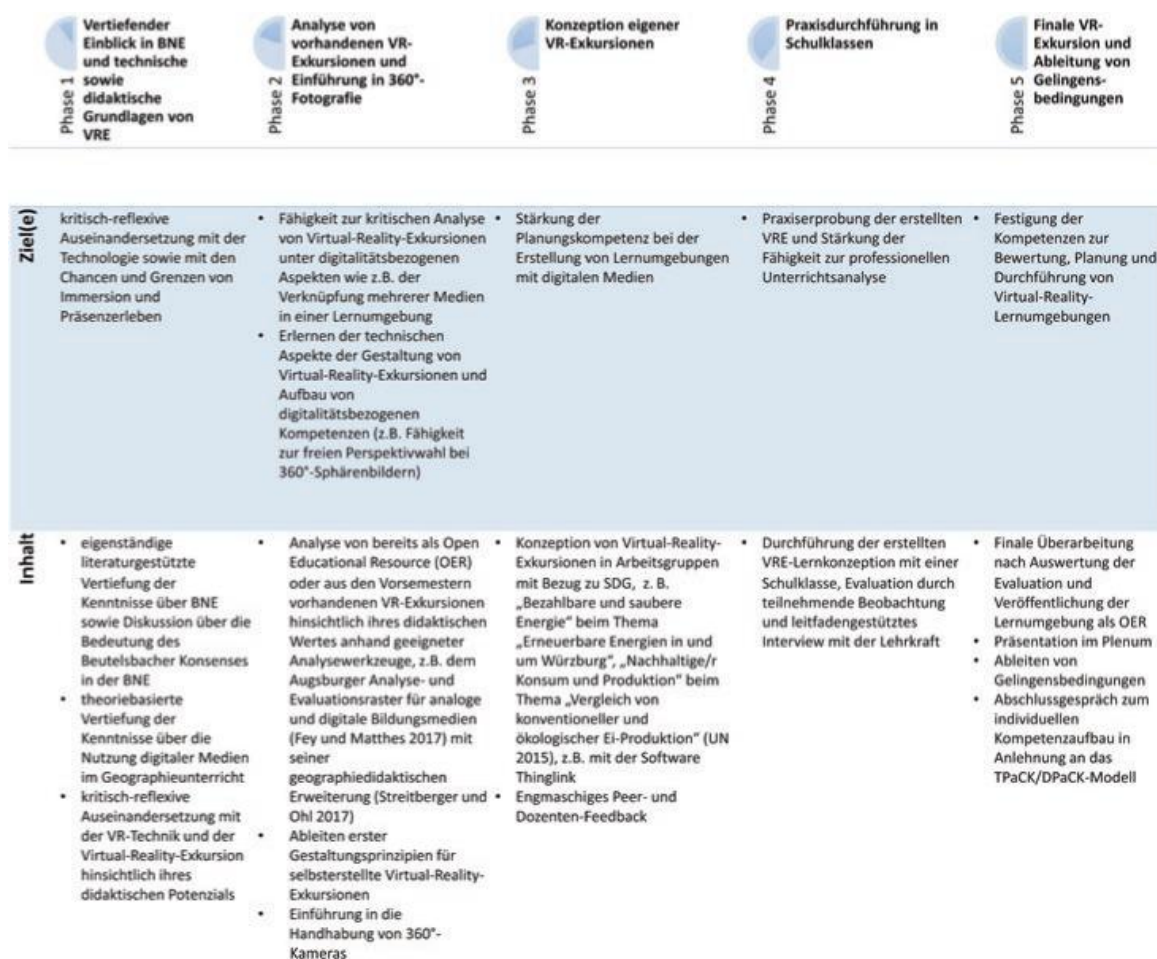 Phase 1
Vertiefender
Einblick in BNE
und technische
sowie
didaktische
Grundlagen von
VRE
Phase 2
Analyse von
vorhandenen VR-
Exkursionen und
Einführung in 360°-
Fotografie
Phase 3
Konzeption eigener
VR-Exkursionen
Phase 4
Praxisdurchführung in
Schulklassen
Phase 5
Finale VR-
Exkursion und
Ableitung von
Gelingens-
bedingungen
Ziel(e)
kritisch-reflexive
Auseinandersetzung mit der
Technologie sowie mit den
Chancen und Grenzen von
Immersion und
Präsenzerleben
• Fähigkeit zur kritischen Analyse
von Virtual-Reality-Exkursionen
unter digitalitätsbezogenen
Aspekten wie z.B. der
Verknüpfung mehrerer Medien
in einer Lernumgebung
• Erlernen der technischen
Aspekte der Gestaltung von
Virtual-Reality-Exkursionen und
Aufbau von
digitalitätsbezogenen
Kompetenzen (z.B. Fähigkeit
zur freien Perspektivwahl bei
360°-Sphärenbildern)
• Stärkung der
Planungskompetenz bei der
Erstellung von Lernumgebungen
mit digitalen Medien
• Praxiserprobung der erstellten
VRE und Stärkung der
Fähigkeit zur professionellen
Unterrichtsanalyse
• Festigung der
Kompetenzen zur
Bewertung, Planung und
Durchführung von
Virtual-Reality-
Lernumgebungen
Inhalt
• eigenständige
literaturgestützte
Vertiefung der
Kenntnisse über BNE
sowie Diskussion über die
Bedeutung des
Beutelsbacher Konsenses
in der BNE
• theoriebasierte
Vertiefung der
Kenntnisse über die
Nutzung digitaler Medien
im Geographieunterricht
• kritisch-reflexive
Auseinandersetzung mit
der VR-Technik und der
Virtual-Reality-Exkursion
hinsichtlich ihres
didaktischen Potenzials
• Analyse von bereits als Open
Educational Resource (OER)
oder aus den Vorsemestern
vorhandenen VR-Exkursionen
hinsichtlich ihres didaktischen
Wertes anhand geeigneter
Analysewerkzeuge, z.B. dem
Augsburger Analyse- und
Evaluationsraster für analoge
und digitale Bildungsmedien
(Fey und Matthes 2017) mit
seiner
geographiedidaktischen
Erweiterung (Streitberger und
Ohl 2017)
• Ableiten erster
Gestaltungsprinzipien für
selbsterstellte Virtual-Reality-
Exkursionen
• Einführung in die
Handhabung von 360°-
Kameras
• Konzeption von Virtual-Reality-
Exkursionen in Arbeitsgruppen
mit Bezug zu SDG, z. B.
„Bezahlbare und saubere
Energie“ beim Thema
„Erneuerbare Energien in und
um Würzburg“, „Nachhaltige/r
Konsum und Produktion“ beim
Thema „Vergleich von
konventioneller und
ökologischer Ei-Produktion“ (UN
2015), z.B. mit der Software
Thinglink
• Engmaschiges Peer- und
Dozenten-Feedback
• Durchführung der erstellten
VRE-Lernkonzeption mit einer
Schulklasse, Evaluation durch
teilnehmende Beobachtung
und leitfadengestütztes
Interview mit der Lehrkraft
• Finale Überarbeitung
nach Auswertung der
Evaluation und
Veröffentlichung der
Lernumgebung als OER
• Präsentation im Plenum
• Ableiten von
Gelingensbedingungen
• Abschlussgespräch zum
individuellen
Kompetenzaufbau in
Anlehnung an das
TPaCK/DPaCK-Modell